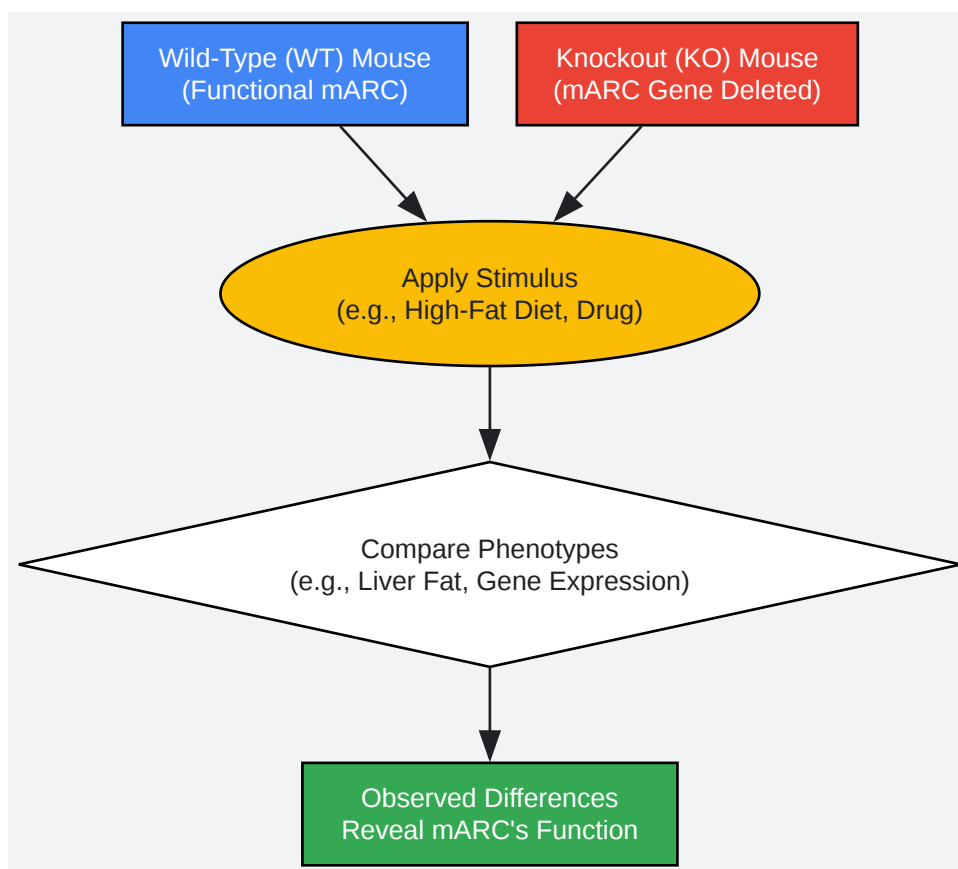 Wild-Type (WT) Mouse
(Functional mARC)
Knockout (KO) Mouse
(mARC Gene Deleted)
Apply Stimulus
(e.g., High-Fat Diet, Drug)
Compare Phenotypes
(e.g., Liver Fat, Gene Expression)
Observed Differences
Reveal mARC's Function